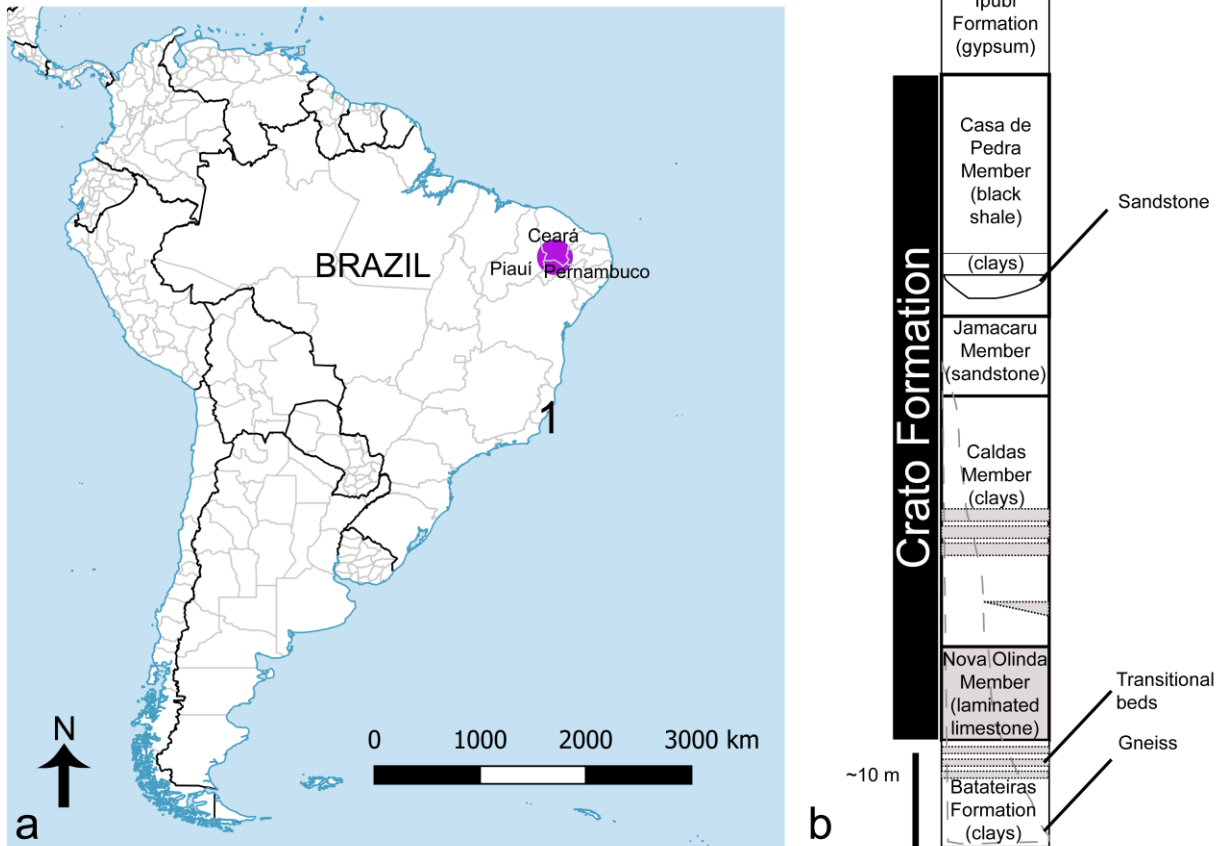 Ceará
BRAZIL
Piauí
Pernambuco
1
N
0 1000 2000 3000 km
a
Ipubi
Formation
(gypsum)
Crato Formation
Casa de
Pedra
Member
(black
shale)
Sandstone
(clays)
Jamacaru
Member
(sandstone)
Caldas
Member
(clays)
Nova Olinda
Member
(laminated
limestone)
Transitional
beds
Gneiss
~10 m
Batateiras
Formation
(clays)
b